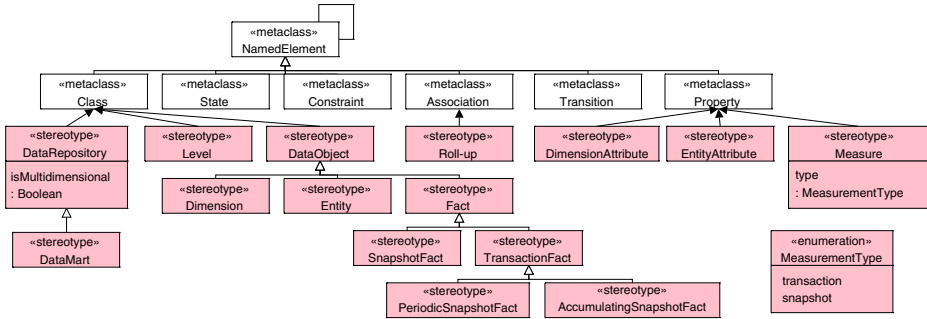 «metaclass»
NamedElement
«metaclass»
Class
«metaclass»
State
«metaclass»
Constraint
«metaclass»
Association
«metaclass»
Transition
«metaclass»
Property
«stereotype»
DataRepository
isMultidimensional
: Boolean
«stereotype»
Level
«stereotype»
DataObject
«stereotype»
Roll-up
«stereotype»
DimensionAttribute
«stereotype»
EntityAttribute
«stereotype»
Measure
type
: MeasurementType
«stereotype»
Dimension
«stereotype»
Entity
«stereotype»
Fact
«stereotype»
DataMart
«stereotype»
SnapshotFact
«stereotype»
TransactionFact
«enumeration»
MeasurementType
transaction
snapshot
«stereotype»
PeriodicSnapshotFact
«stereotype»
AccumulatingSnapshotFact